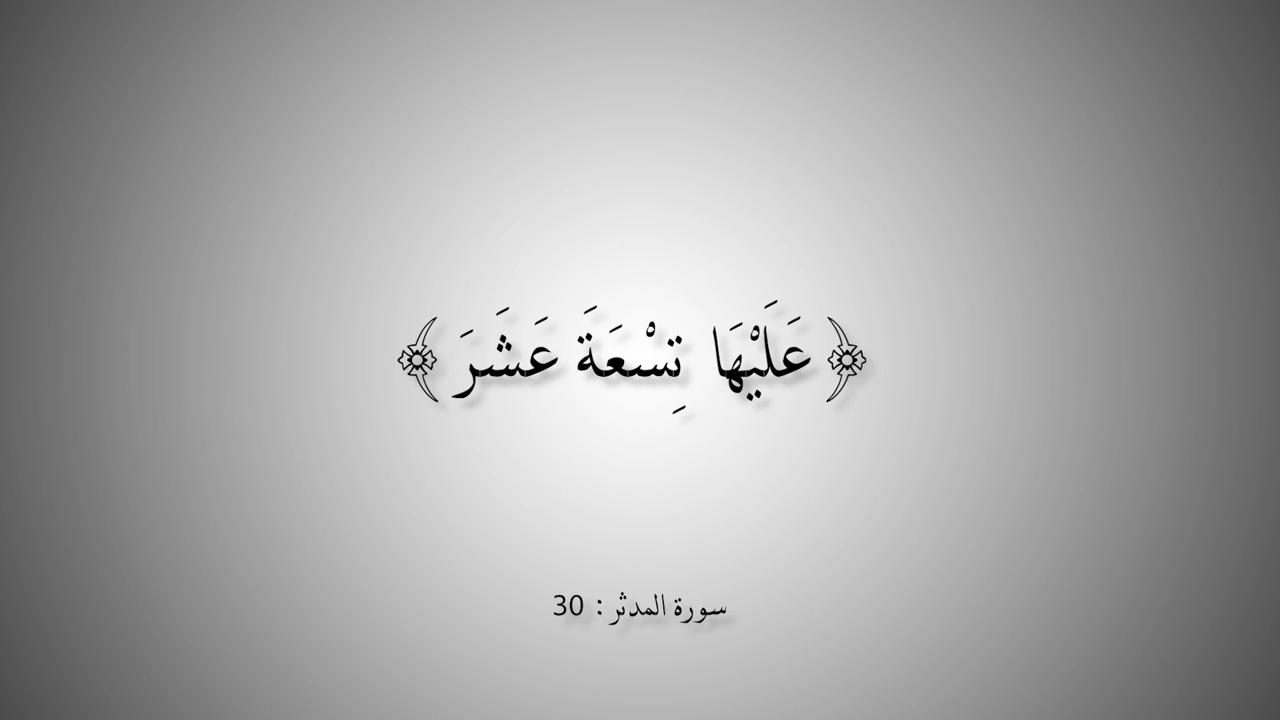 ﴿ عَلَيْهَا تِسْعَةَ عَشَرَ ﴾
سورة المدثر : 30